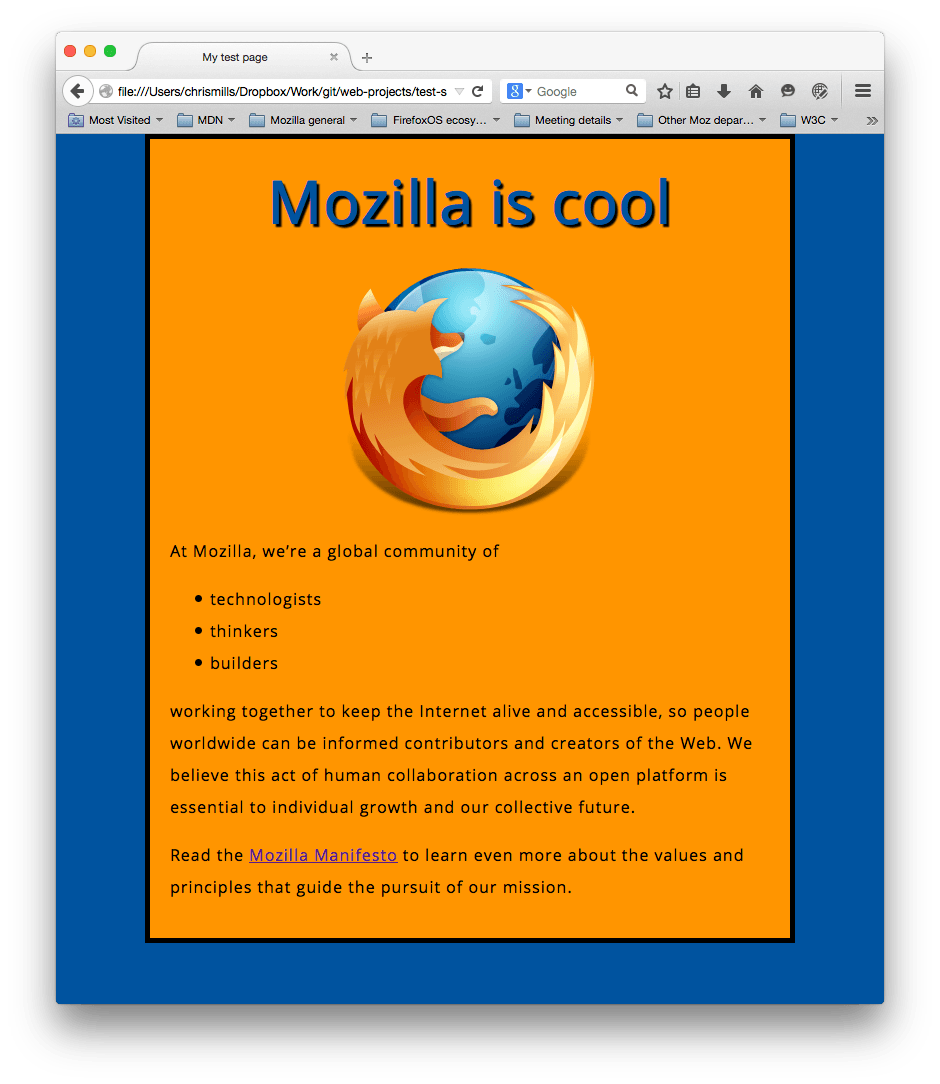 My test page
file:///Users/chrismills/Dropbox/Work/git/web-projects/test-s
Google
Most Visited MDN Mozilla general FirefoxOS ecosy... Meeting details Other Moz depar... W3C
Mozilla is cool
At Mozilla, we’re a global community of
technologists
thinkers
builders
working together to keep the Internet alive and accessible, so people
worldwide can be informed contributors and creators of the Web. We
believe this act of human collaboration across an open platform is
essential to individual growth and our collective future.
Read the Mozilla Manifesto to learn even more about the values and
principles that guide the pursuit of our mission.